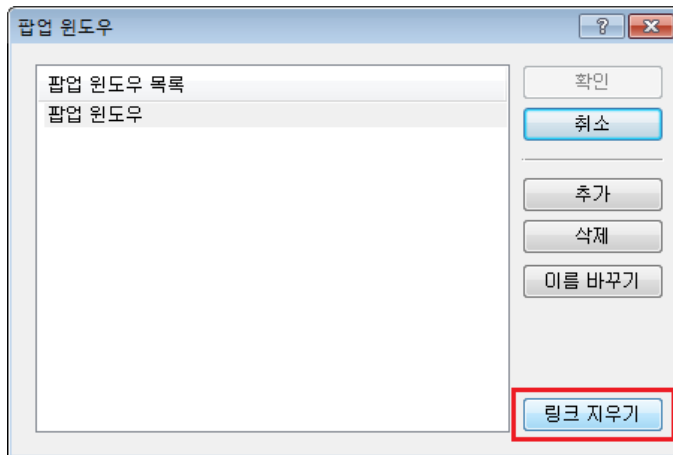 팝업 윈도우
팝업 윈도우 목록
팝업 윈도우
확인
취소
추가
삭제
이름 바꾸기
링크 지우기